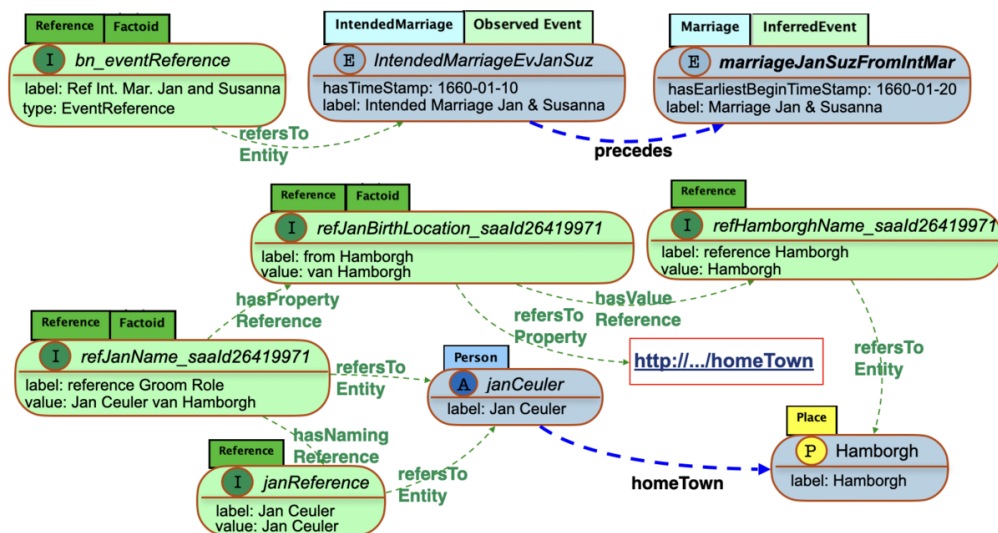 Reference Factoid
I bn_eventReference
label: Ref Int. Mar. Jan and Susanna
type: EventReference
IntendedMarriage Observed Event
E IntendedMarriageEvJanSuz
hasTimeStamp: 1660-01-10
label: Intended Marriage Jan & Susanna
Marriage InferredEvent
E marriageJanSuzFromIntMar
hasEarliestBeginTimeStamp: 1660-01-20
label: Marriage Jan & Susanna
refersTo
Entity
precedes
Reference Factoid
I refJanBirthLocation_saaId26419971
label: from Hamborgh
value: van Hamborgh
Reference
I refHamborghName_saaId26419971
label: reference Hamborgh
value: Hamborgh
hasProperty
Reference
refersTo
Property
hasValue
Reference
refersTo
Entity
Reference Factoid
I refJanName_saaId26419971
label: reference Groom Role
value: Jan Ceuler van Hamborgh
refersTo
Entity
Person
A janCeuler
label: Jan Ceuler
http://.../homeTown
Place
P Hamborgh
label: Hamborgh
hasNaming
Reference
refersTo
Entity
homeTown
Reference
I janReference
label: Jan Ceuler
value: Jan Ceuler